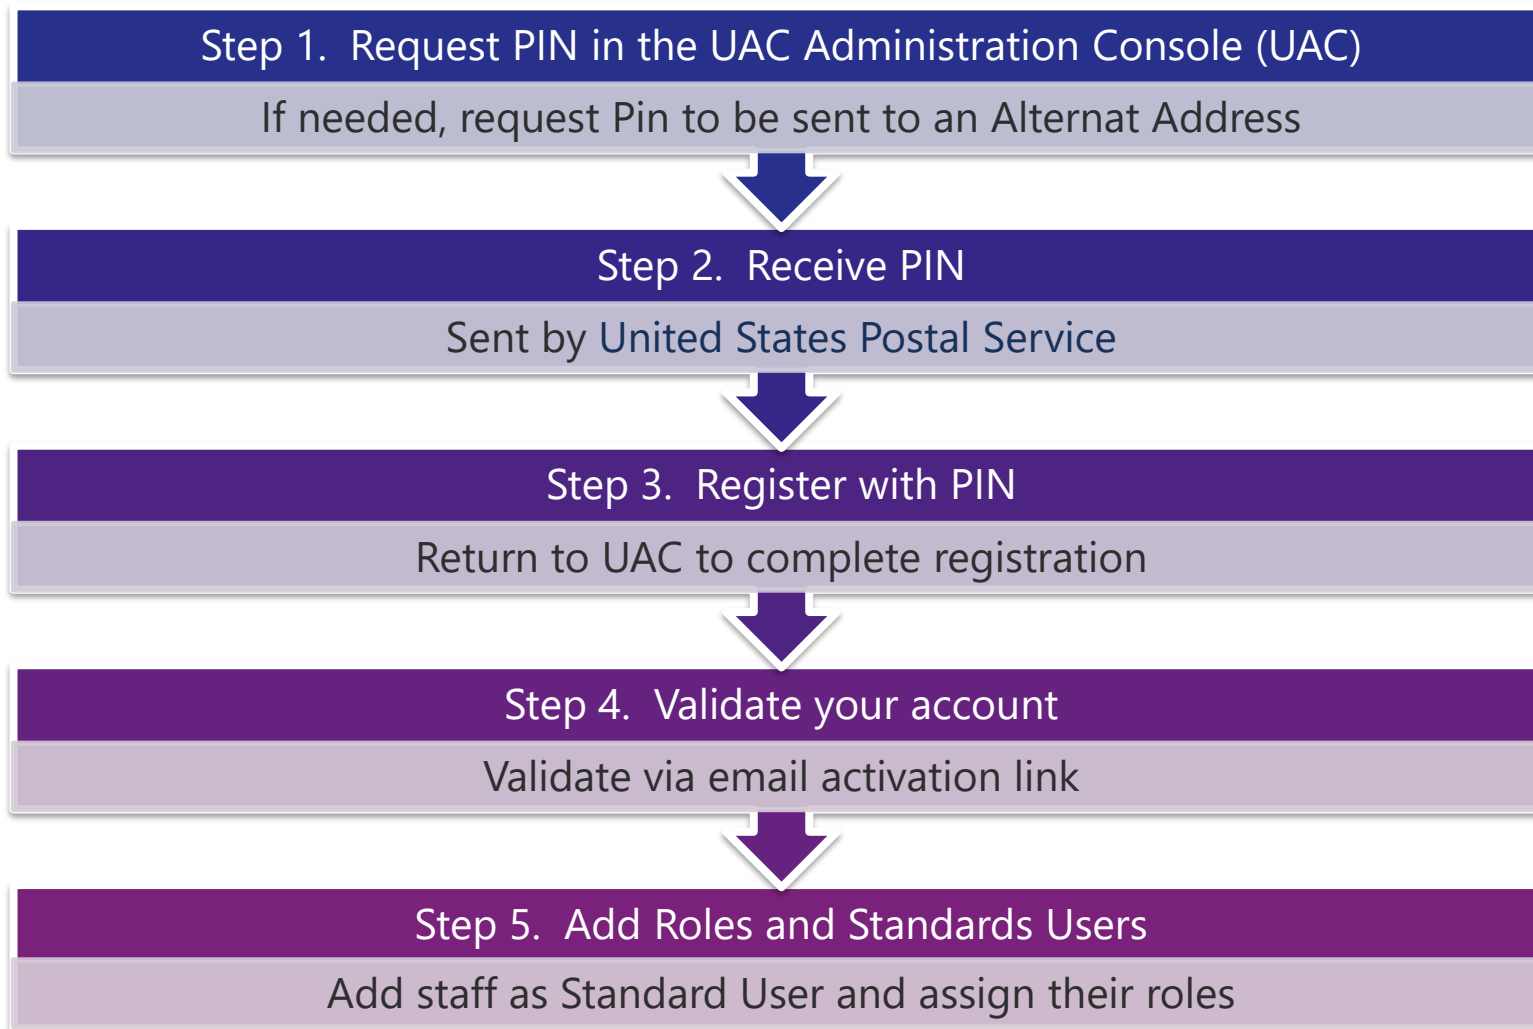 Step 1.  Request PIN in the UAC Administration Console (UAC)
If needed, request Pin to be sent to an Alternat Address
Step 2.  Receive PIN
Sent by United States Postal Service
Step 3.  Register with PIN
Return to UAC to complete registration
Step 4.  Validate your account
Validate via email activation link
Step 5.  Add Roles and Standards Users
Add staff as Standard User and assign their roles